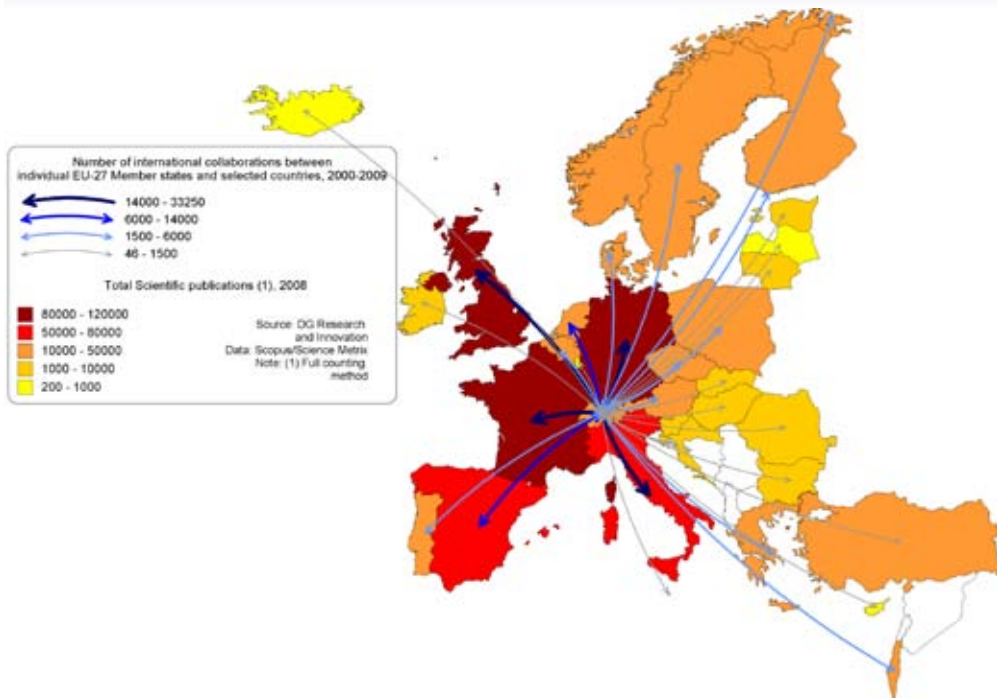 Number of international collaborations between
individual EU-27 Member states and selected countries, 2000-2009
14000 - 33250
6000 - 14000
1500 - 6000
46 - 1500
Total Scientific publications (1), 2008
80000 - 120000
50000 - 80000
10000 - 50000
1000 - 10000
200 - 1000
Source: DG Research
and Innovation
Data: Scopus/Science Metrix
Note: (1) Full counting
method